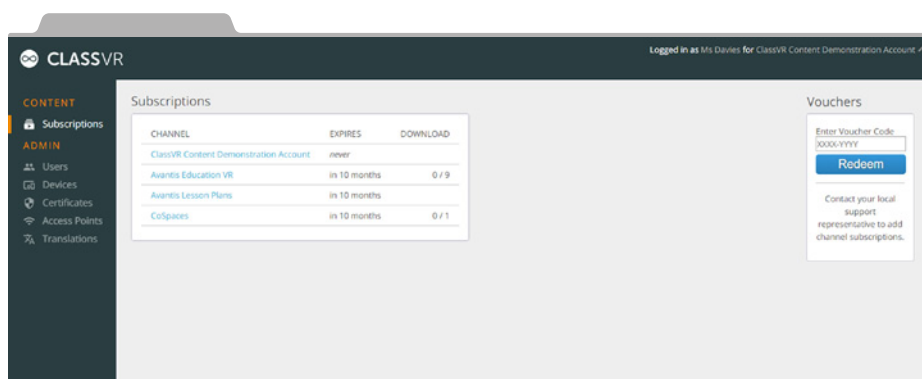 CLASSVR
Logged in as Ms Davies for ClassVR Content Demonstration Account
CONTENT
Subscriptions
ADMIN
Users
Devices
Certificates
Access Points
Translations
Subscriptions
CHANNEL EXPIRES DOWNLOAD
ClassVR Content Demonstration Account never
Avantis Education VR in 10 months 0 / 9
Avantis Lesson Plans in 10 months
CoSpaces in 10 months 0 / 1
Vouchers
Enter Voucher Code
XXXX-YYYY
Redeem
Contact your local
support
representative to add
channel subscriptions.